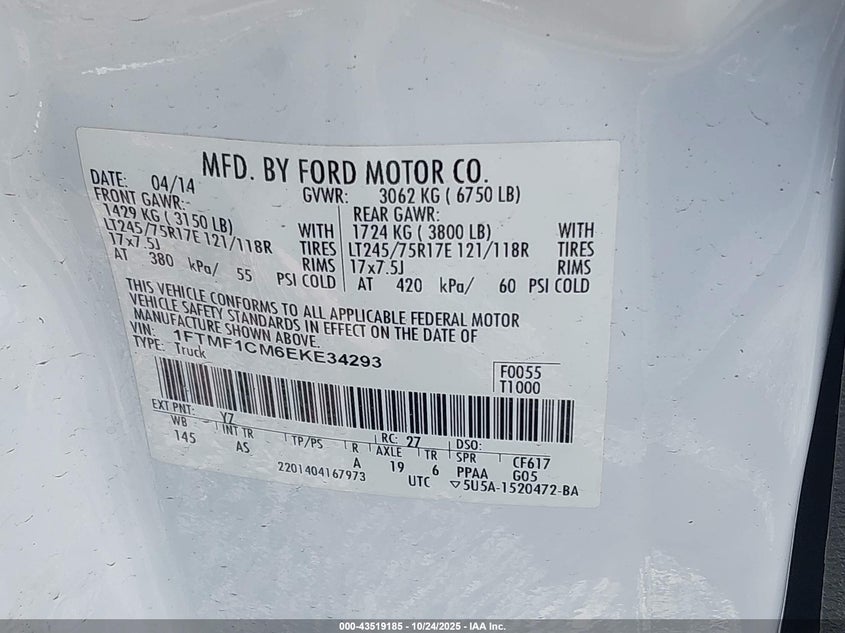 MFD. BY FORD MOTOR CO.
DATE: 04/14
GVWR: 3062 KG ( 6750 LB)
FRONT GAWR:-
1429 KG ( 3150 LB) WITH
LT245/75R17E 121/118R TIRES
17x7.5J RIMS
AT 380 kPa/ 55 PSI COLD
REAR GAWR:
1724 KG ( 3800 LB) WITH
LT245/75R17E 121/118R TIRES
17x7.5J RIMS
AT 420 kPa/ 60 PSI COLD
THIS VEHICLE CONFORMS TO ALL APPLICABLE FEDERAL MOTOR
VEHICLE SAFETY STANDARDS IN EFFECT ON THE DATE OF
MANUFACTURE SHOWN ABOVE.
VIN: 1FTMF1CM6EKE34293
TYPE: Truck
F0055
T1000
EXT PNT: YZ RC: 27 DSO:
WB INT TR TP/PS R AXLE TR SPR CF617
145 AS A 19 6 PPAA G05
2201404167973 UTC ▽5U5A-1520472-BA
000-43519185 - 10/24/2025 - IAA Inc.